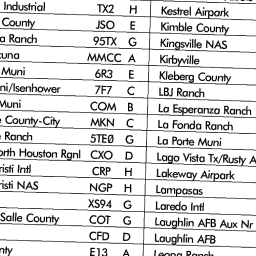 Industrial TX2 H Kestrel Airpark
County JSO E Kimble County
a Ranch 95TX G Kingsville NAS
MMCC A Kirbyville
Muni 6R3 E Kleberg County
ni/Isenhower 7F7 C LBJ Ranch
Muni COM B La Esperanza Ranch
County-City MKN C La Fonda Ranch
Ranch 5TE0 G La Porte Muni
orth Houston Rgnl CXO D Lago Vista Tx/Rusty A
risti Intl CRP H Lakeway Airpark
risti NAS NGP H Lampasas
XS94 G Laredo Intl
Salle County COT G Laughlin AFB Aux Nr
CFD D Laughlin AFB
nty E13 A Leona Ranch